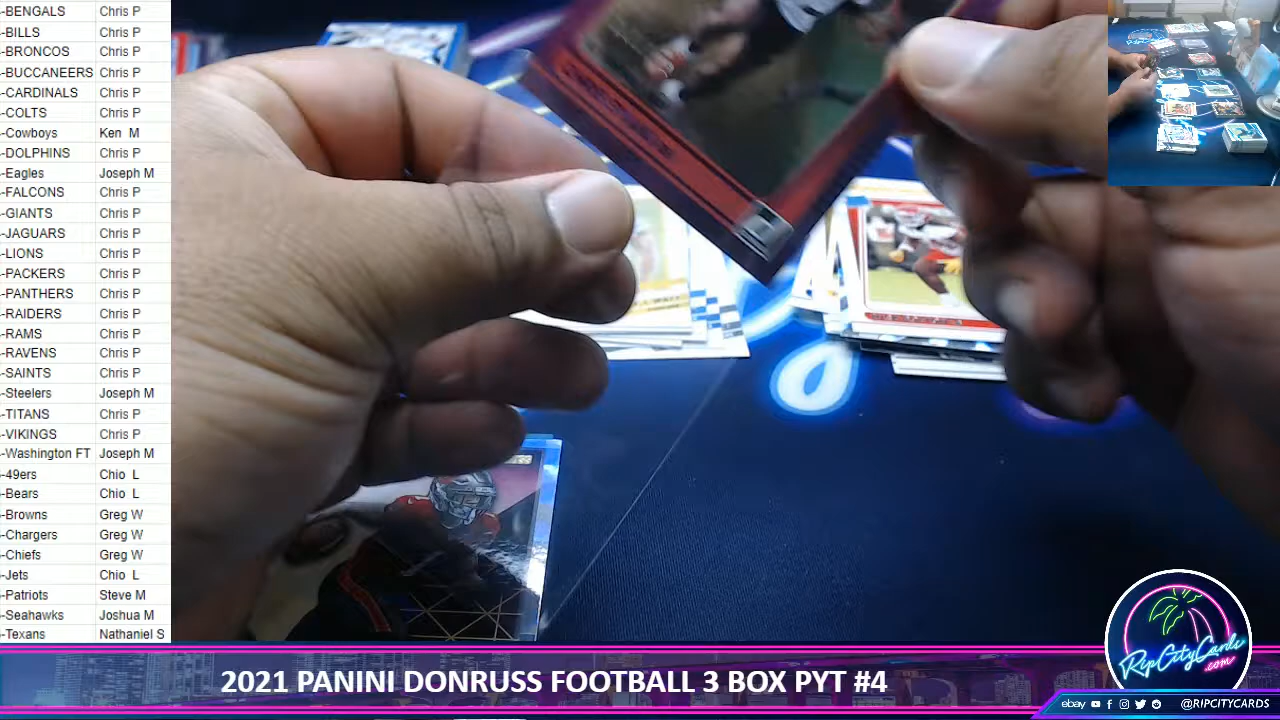 -BENGALS Chris P
-BILLS Chris P
-BRONCOS Chris P
-BUCCANEERS Chris P
-CARDINALS Chris P
-COLTS Chris P
-Cowboys Ken M
-DOLPHINS Chris P
-Eagles Joseph M
-FALCONS Chris P
-GIANTS Chris P
-JAGUARS Chris P
-LIONS Chris P
-PACKERS Chris P
-PANTHERS Chris P
-RAIDERS Chris P
-RAMS Chris P
-RAVENS Chris P
-SAINTS Chris P
-Steelers Joseph M
-TITANS Chris P
-VIKINGS Chris P
-Washington FT Joseph M
-49ers Chio L
-Bears Chio L
-Browns Greg W
-Chargers Greg W
-Chiefs Greg W
-Jets Chio L
-Patriots Steve M
-Seahawks Joshua M
-Texans Nathaniel S
2021 PANINI DONRUSS FOOTBALL 3 BOX PYT #4
RipCityCards
.com
ebay @RIPCITYCARDS